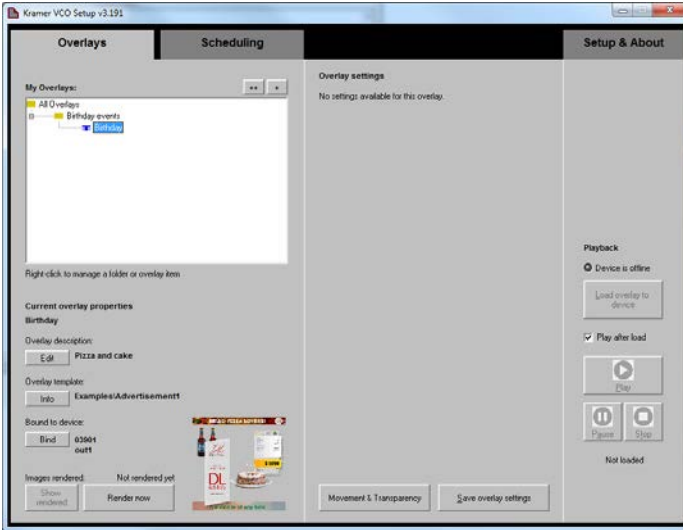 Kramer VCO Setup v3.191
Overlays
Scheduling
Setup & About
My Overlays:
All Overlays
Birthday events
Birthday
Right-click to manage a folder or overlay item
Current overlay properties
Birthday
Overlay description:
Edit
Pizza and cake
Overlay template:
Info
Examples\Advertisement1
Bound to device:
Bind
03901
out1
Images rendered:
Not rendered yet
Show rendered
Render now
DL
Overlay settings
No settings available for this overlay.
Movement & Transparency
Save overlay settings
Playback
Device is offline
Load overlay to
device
Play after load
Play
Pause
Stop
Not loaded